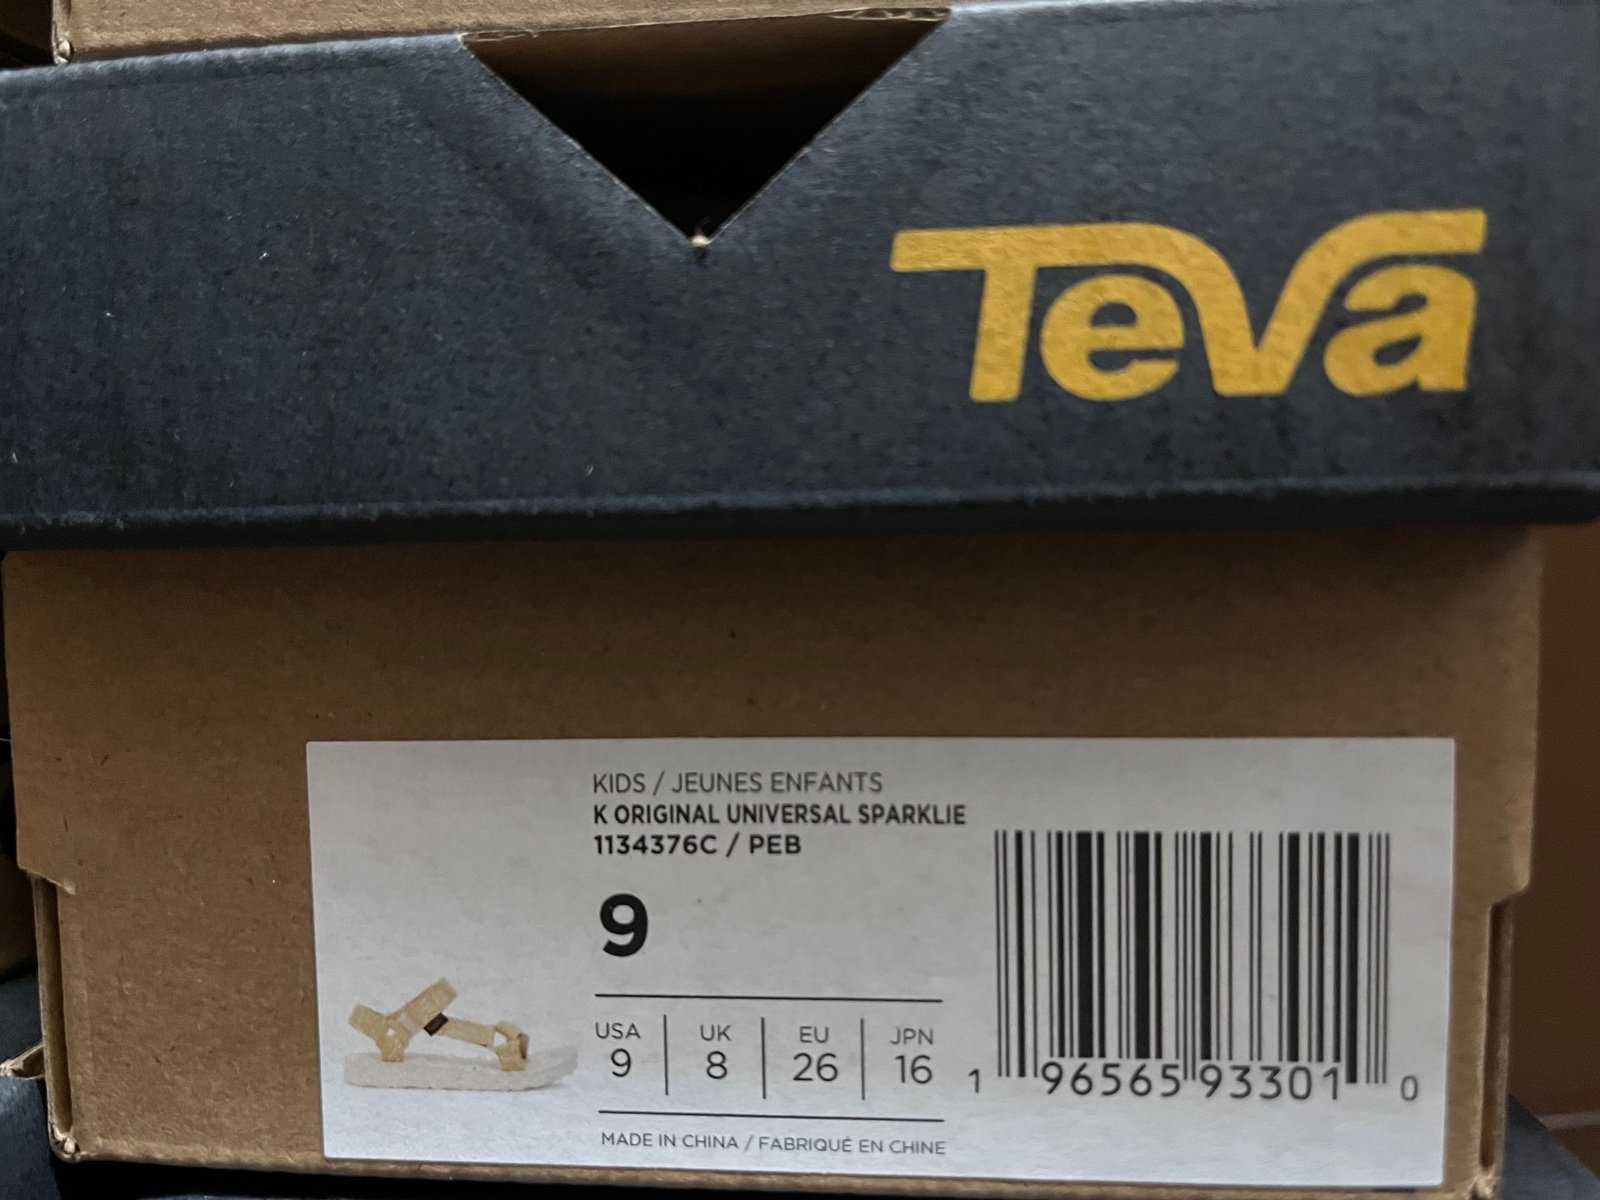 Teva
KIDS / JEUNES ENFANTS
K ORIGINAL UNIVERSAL SPARKLIE
1134376C / PEB
9
USA UK EU JPN
9 8 26 16
MADE IN CHINA / FABRIQUÉ EN CHINE
1 96565 93301 0